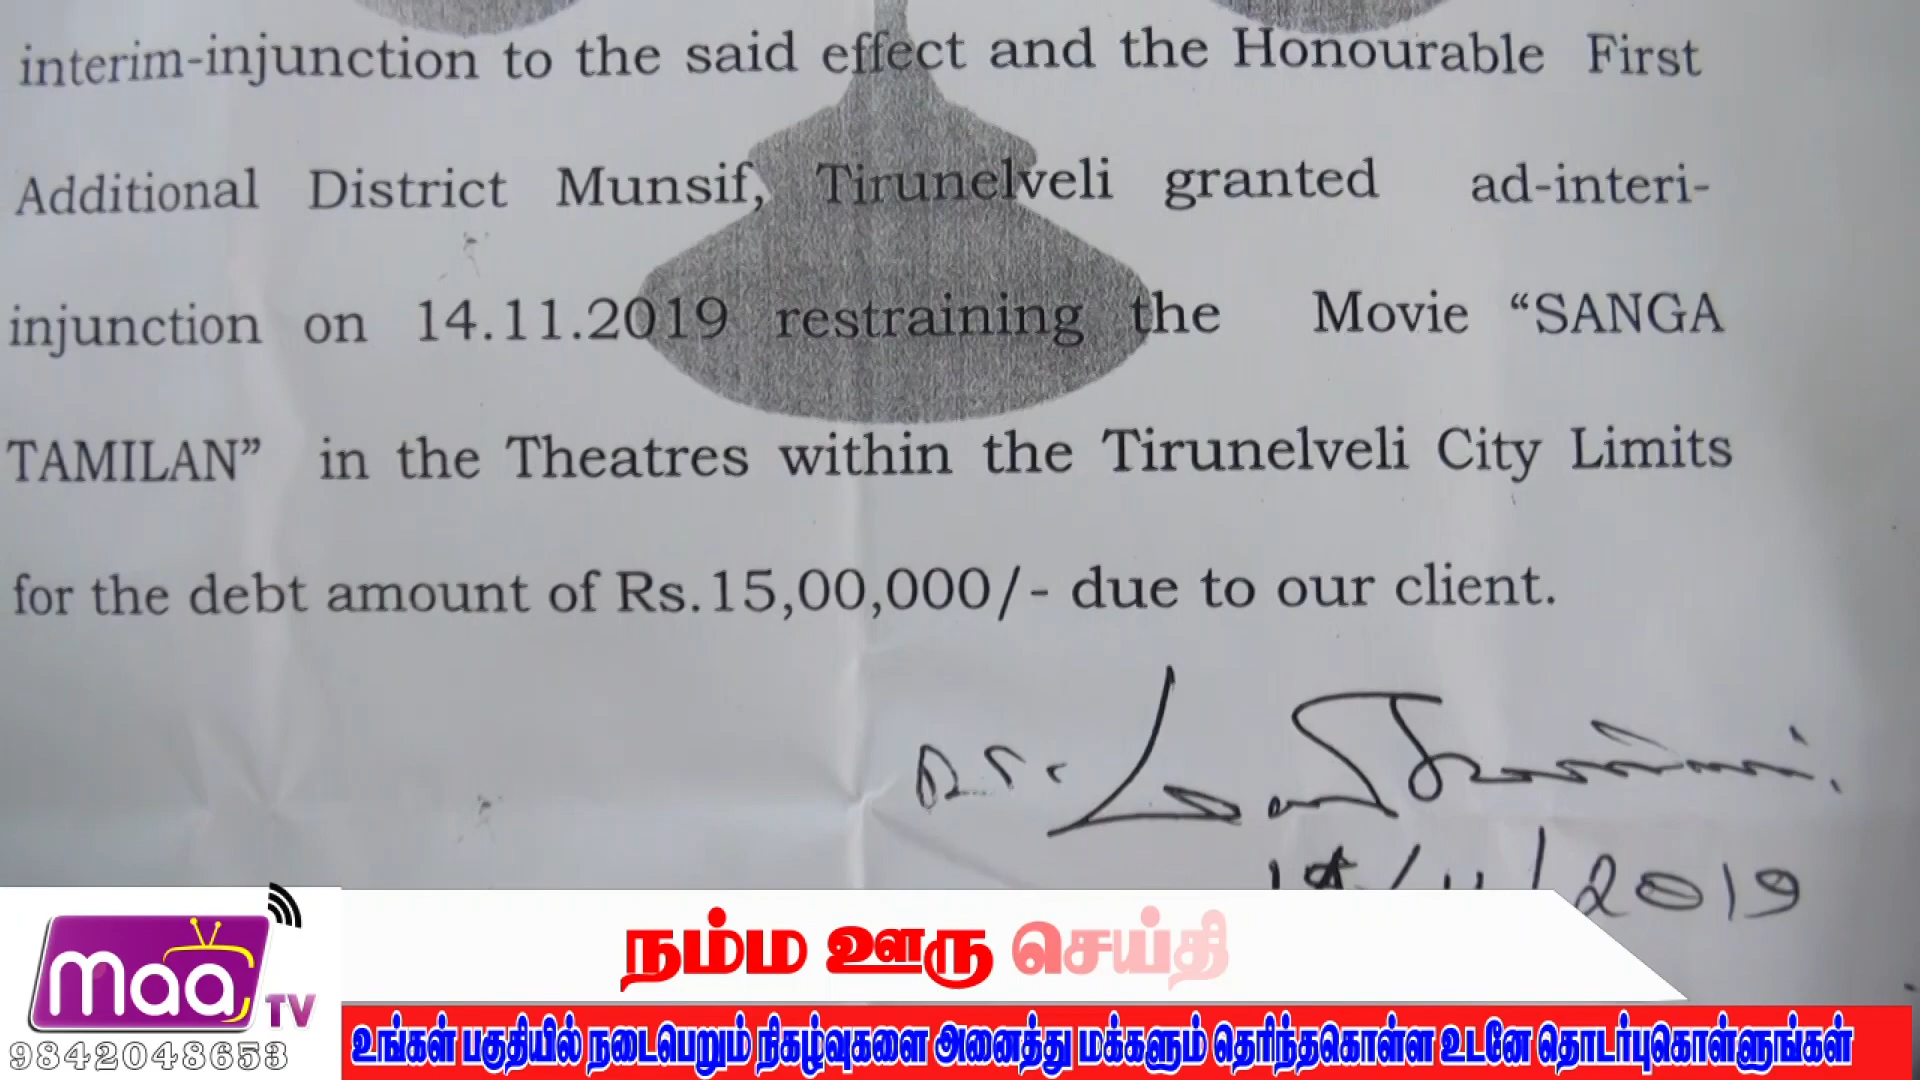 interim-injunction to the said effect and the Honourable First
Additional District Munsif, Tirunelveli granted ad-interi-
injunction on 14.11.2019 restraining the Movie “SANGA
TAMILAN” in the Theatres within the Tirunelveli City Limits
for the debt amount of Rs.15,00,000/- due to our client.
/11/2019
maa TV
நம்ம ஊரு செய்தி
9842048653
உங்கள் பகுதியில் நடைபெறும் நிகழ்வுகளை அனைத்து மக்களும் தெரிந்தகொள்ள உடனே தொடர்புகொள்ளுங்கள்